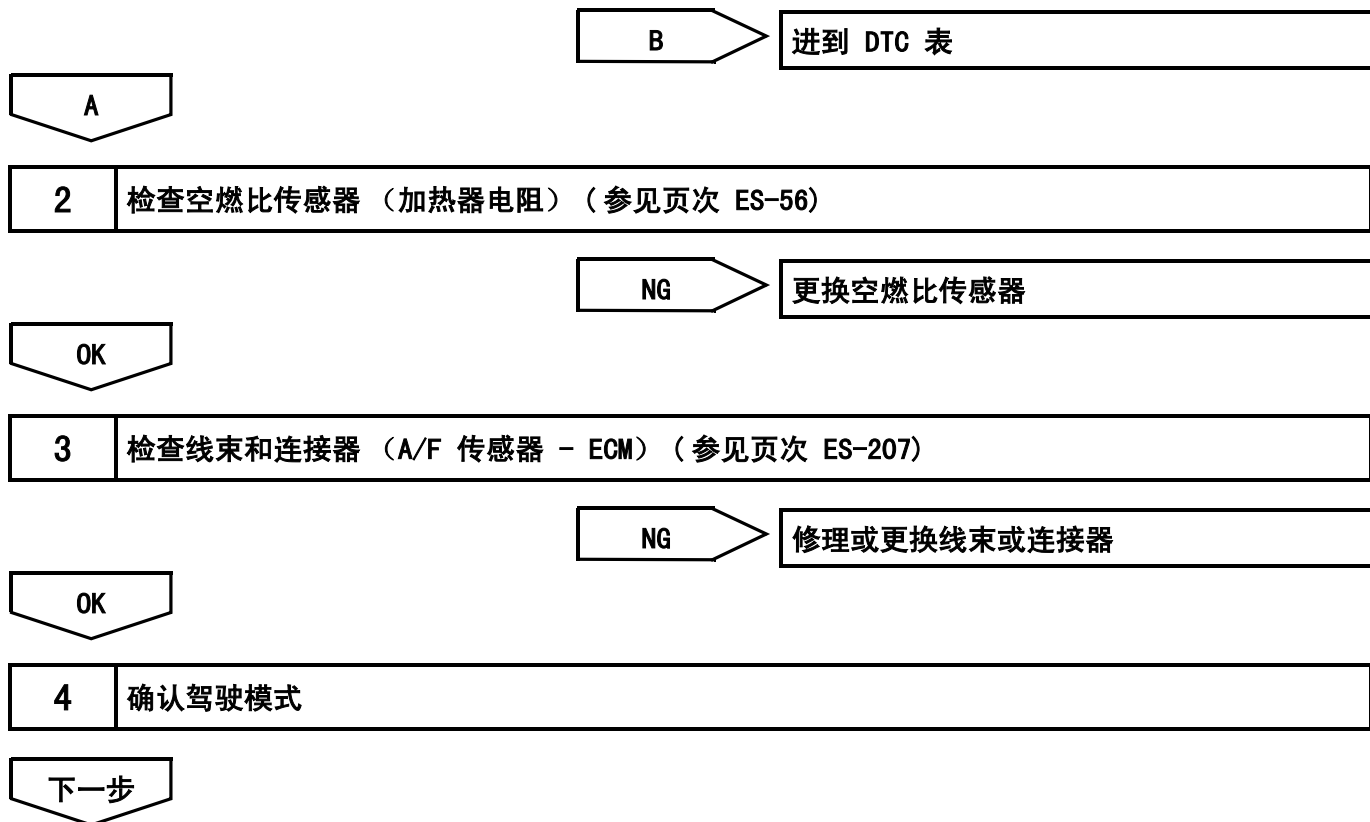 B 进到 DTC 表
A
2 检查空燃比传感器 （加热器电阻） ( 参见页次 ES-56)
NG 更换空燃比传感器
OK
3 检查线束和连接器 （A/F 传感器 - ECM） ( 参见页次 ES-207)
NG 修理或更换线束或连接器
OK
4 确认驾驶模式
下一步